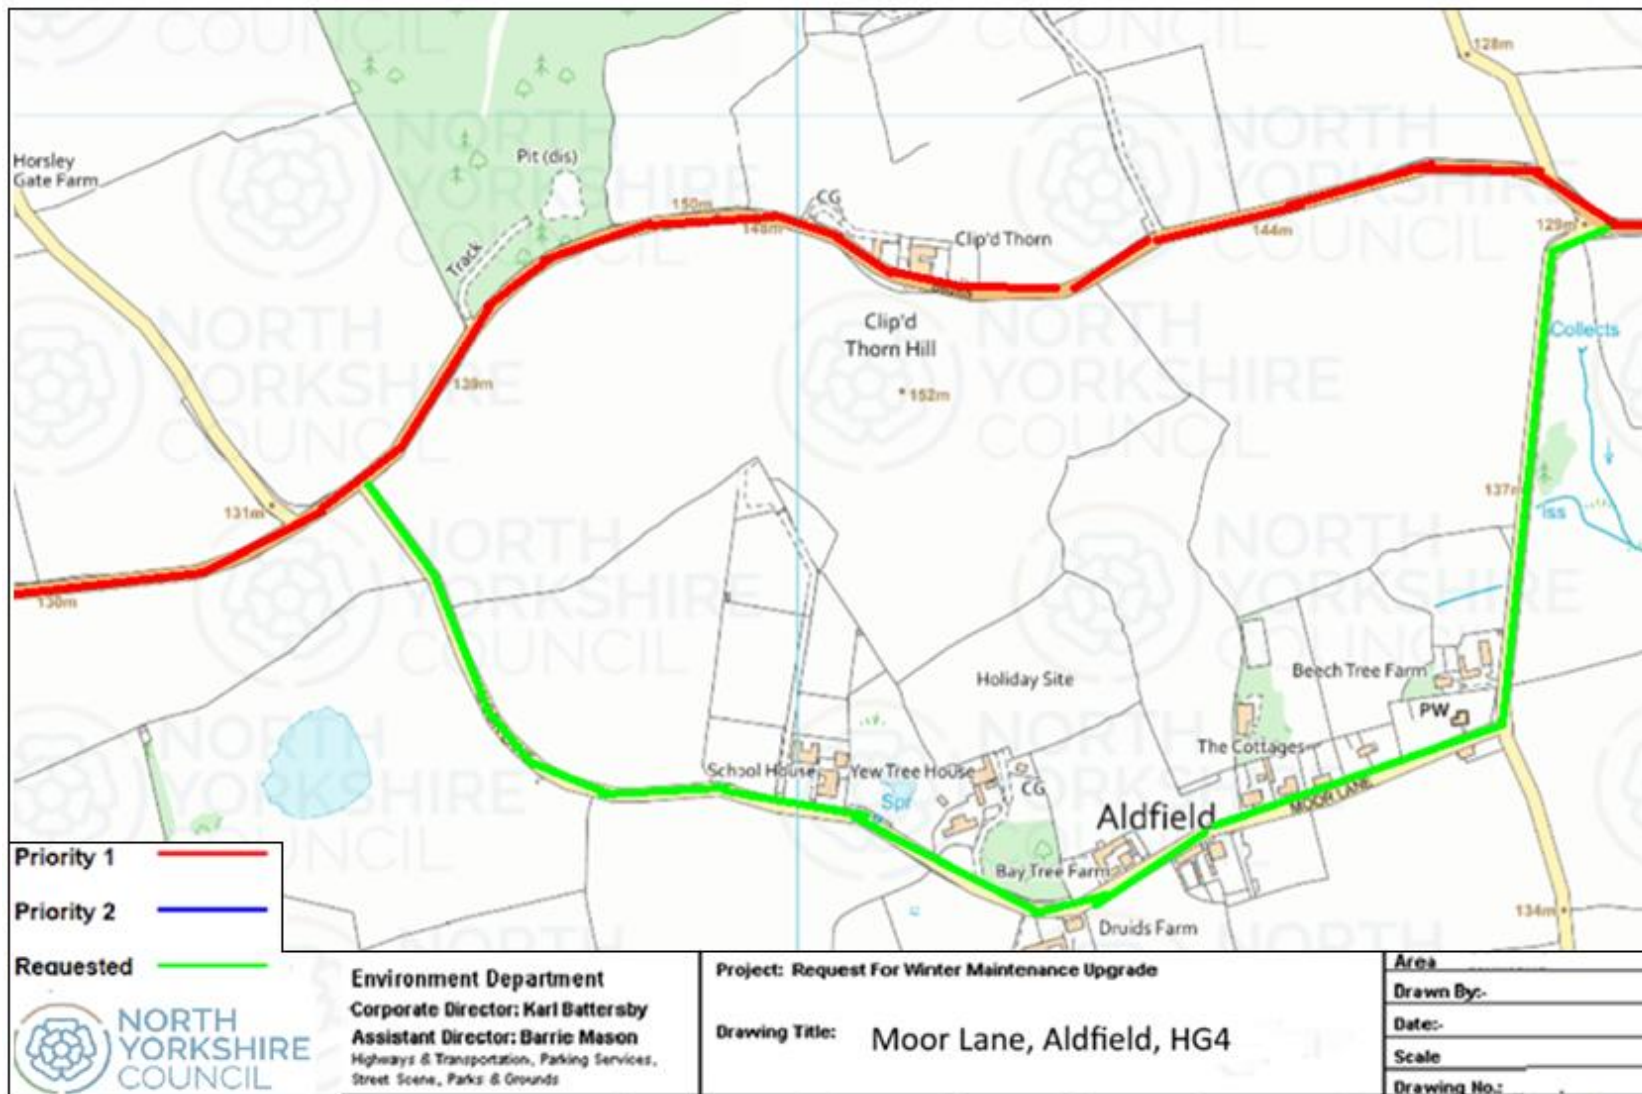 128m
Horsley
Gate Farm
Pit (dis)
150m
148m
CG
Track
Clip'd Thorn
144m
129m
Clip'd
Thorn Hill
Collects
139m
152m
131m
137m
Iss
130m
Holiday Site
Beech Tree Farm
PW
The Cottages
School House
Yew Tree House
CG
Spr
MOOR LANE
Aldfield
Bay Tree Farm
Druids Farm
134m
Priority 1
Priority 2
Requested
NORTH
YORKSHIRE
COUNCIL
Environment Department
Corporate Director: Karl Battersby
Assistant Director: Barrie Mason
Highways & Transportation, Parking Services,
Street Scene, Parks & Grounds
Project: Request For Winter Maintenance Upgrade
Drawing Title: Moor Lane, Aldfield, HG4
Area
Drawn By:-
Date:-
Scale
Drawing No.: